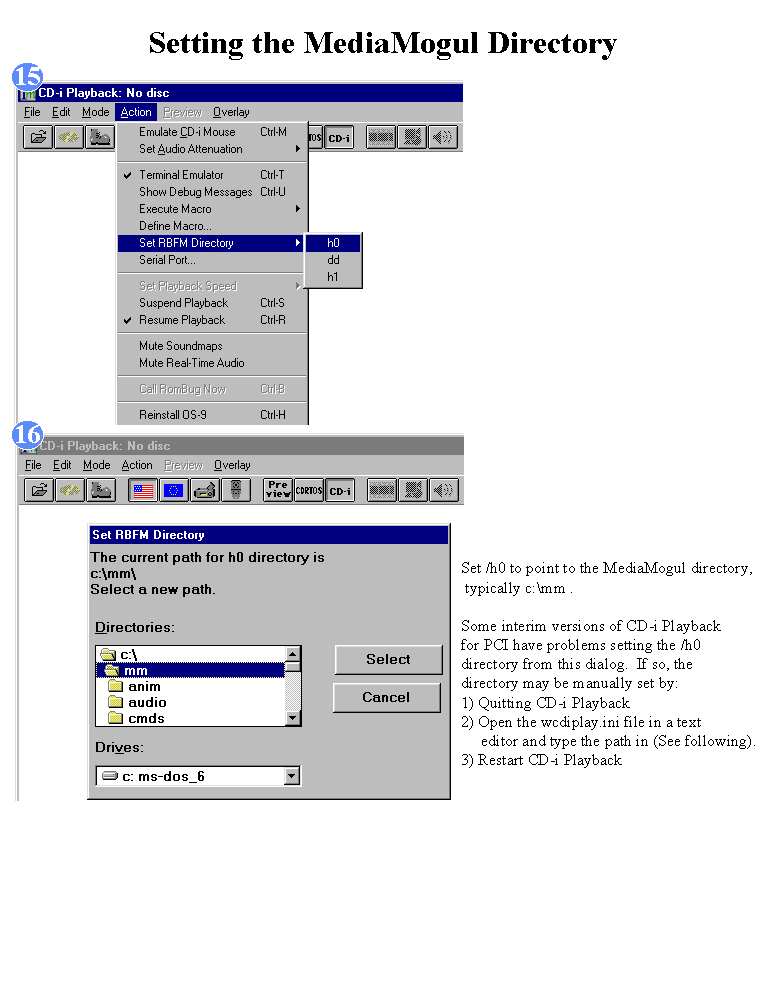 Setting the MediaMogul Directory
15
CD-i Playback: No disc
File Edit Mode Action Preview Overlay
TOS CD-i
Emulate CD-i Mouse Ctrl-M
Set Audio Attenuation
Terminal Emulator Ctrl-T
Show Debug Messages Ctrl-U
Execute Macro
Define Macro...
Set RBFM Directory
h0
Serial Port...
dd
h1
Set Playback Speed
Suspend Playback Ctrl-S
Resume Playback Ctrl-R
Mute Soundmaps
Mute Real-Time Audio
Call RomBug Now Ctrl-B
Reinstall OS-9 Ctrl-H
16
CD-i Playback: No disc
File Edit Mode Action Preview Overlay
Pre view CDRTOS CD-i
Set RBFM Directory
The current path for h0 directory is
c:\mm\
Select a new path.
Directories:
c:\
mm
anim
audio
cmds
Select
Cancel
Drives:
c: ms-dos_6
Set /h0 to point to the MediaMogul directory,
typically c:\mm .
Some interim versions of CD-i Playback
for PCI have problems setting the /h0
directory from this dialog. If so, the
directory may be manually set by:
1) Quitting CD-i Playback
2) Open the wcdiplay.ini file in a text
editor and type the path in (See following).
3) Restart CD-i Playback